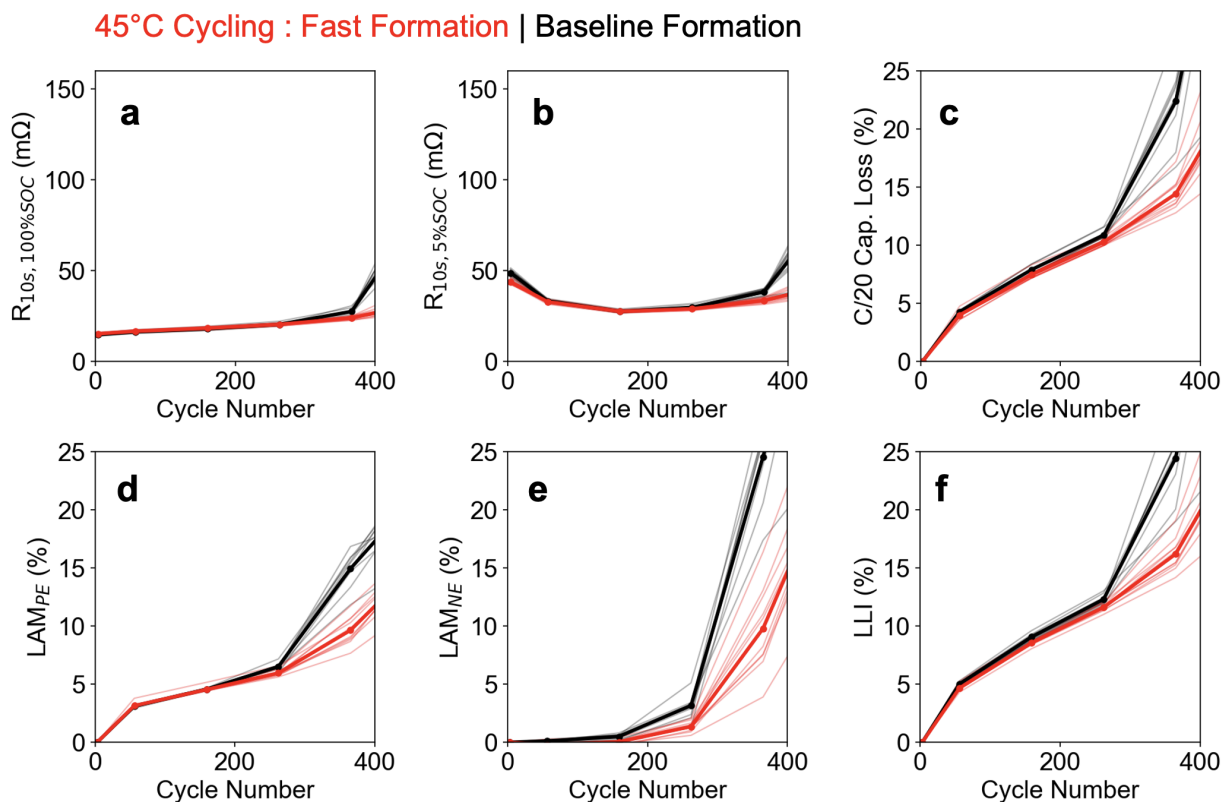 45°C Cycling : Fast Formation | Baseline Formation
a
R10s, 100%SOC (mΩ)
150
100
50
0
0 200 400
Cycle Number
b
R10s, 5%SOC (mΩ)
150
100
50
0
0 200 400
Cycle Number
c
C/20 Cap. Loss (%)
25
20
15
10
5
0
0 200 400
Cycle Number
d
LAMPE (%)
25
20
15
10
5
0
0 200 400
Cycle Number
e
LAMNE (%)
25
20
15
10
5
0
0 200 400
Cycle Number
f
LLI (%)
25
20
15
10
5
0
0 200 400
Cycle Number